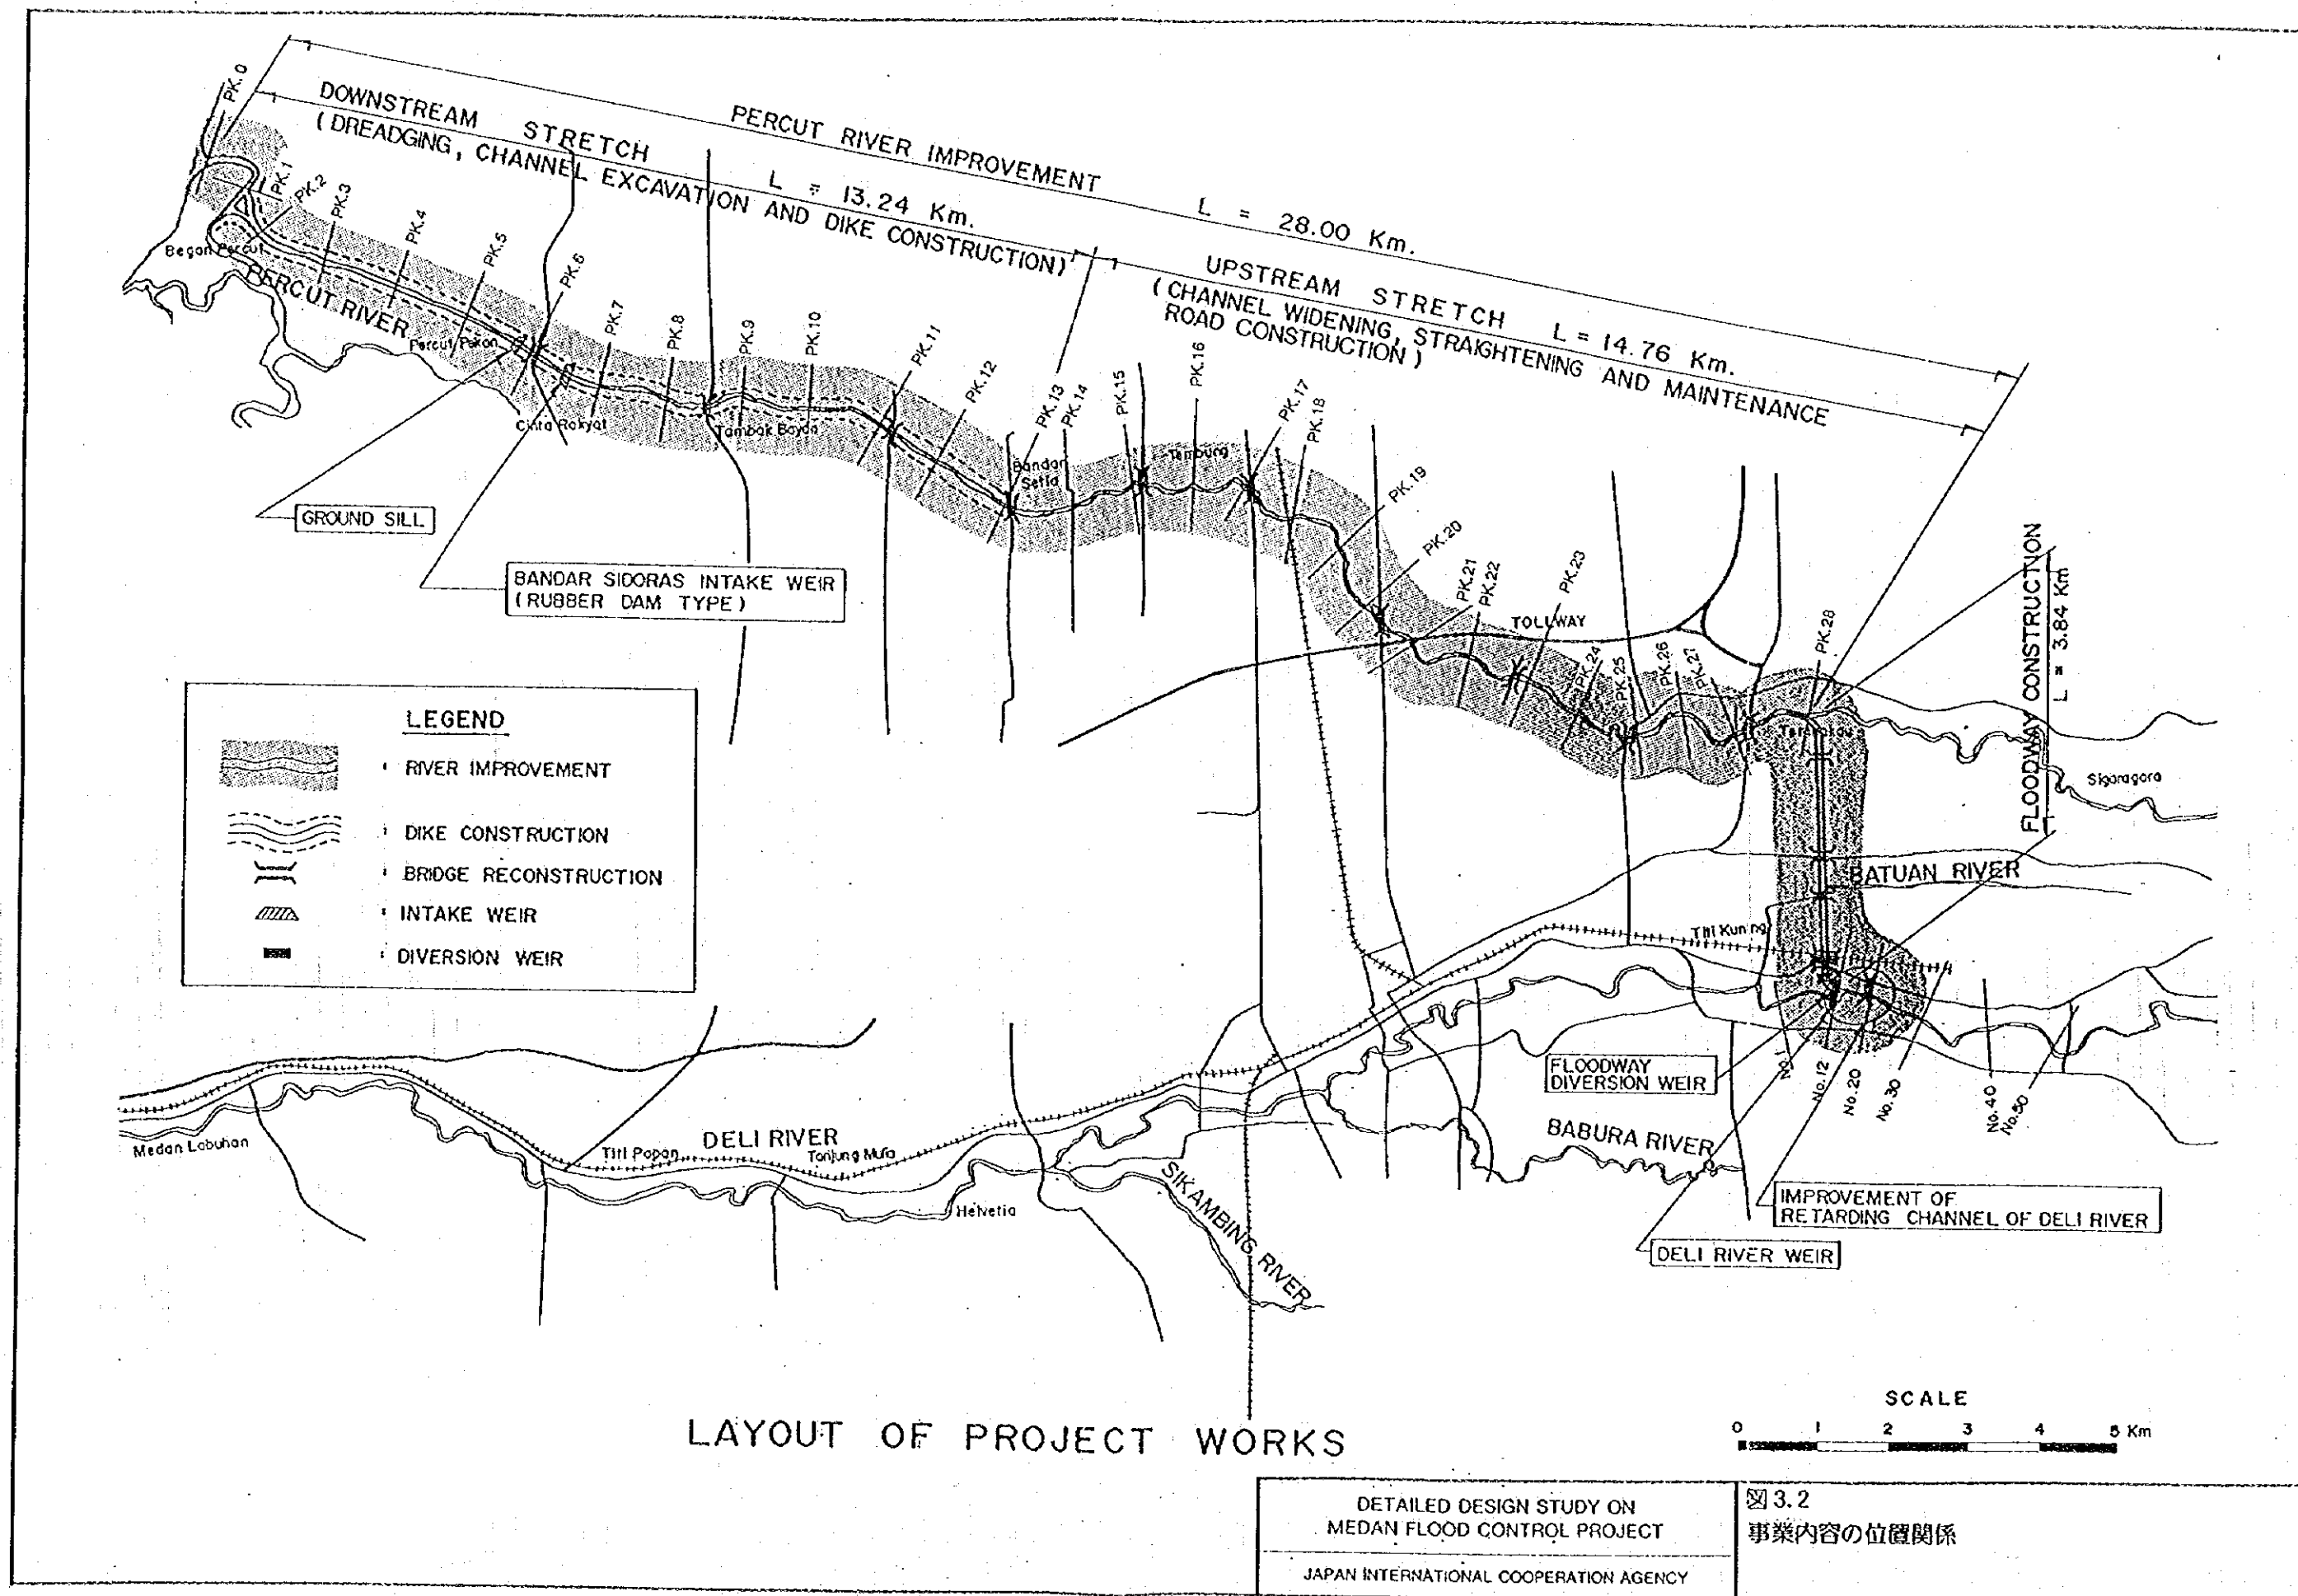 PERCUT RIVER IMPROVEMENT L = 28.00 Km.
DOWNSTREAM STRETCH L = 13.24 Km.
(DREADGING, CHANNEL EXCAVATION AND DIKE CONSTRUCTION)
UPSTREAM STRETCH L = 14.76 Km.
(CHANNEL WIDENING, STRAIGHTENING AND MAINTENANCE
ROAD CONSTRUCTION)
PK.0
PK.1
PK.2
PK.3
PK.4
PK.5
PK.6
PK.7
PK.8
PK.9
PK.10
PK.11
PK.12
PK.13
PK.14
PK.15
PK.16
PK.17
PK.18
PK.19
PK.20
PK.21
PK.22
PK.23
PK.24
PK.25
PK.26
PK.27
PK.28
Began Percut
PERCUT RIVER
Percut Pekan
Cinta Rakyat
Tambak Bayan
Bandar
Setia
Tembung
TOLLWAY
GROUND SILL
BANDAR SIDORAS INTAKE WEIR
(RUBBER DAM TYPE)
FLOODWAY CONSTRUCTION
L = 3.84 Km
Sigaragara
BATUAN RIVER
Titi Kuning
LEGEND
: RIVER IMPROVEMENT
: DIKE CONSTRUCTION
: BRIDGE RECONSTRUCTION
: INTAKE WEIR
: DIVERSION WEIR
FLOODWAY
DIVERSION WEIR
No.1
No.12
No.20
No.30
No.40
No.50
BABURA RIVER
IMPROVEMENT OF
RETARDING CHANNEL OF DELI RIVER
DELI RIVER WEIR
Medan Labuhan
Titi Papan
DELI RIVER
Tanjung Mulia
Helvetia
SIKAMBING RIVER
LAYOUT OF PROJECT WORKS
SCALE
0 1 2 3 4 5 Km
DETAILED DESIGN STUDY ON
MEDAN FLOOD CONTROL PROJECT
JAPAN INTERNATIONAL COOPERATION AGENCY
図3.2
事業内容の位置関係